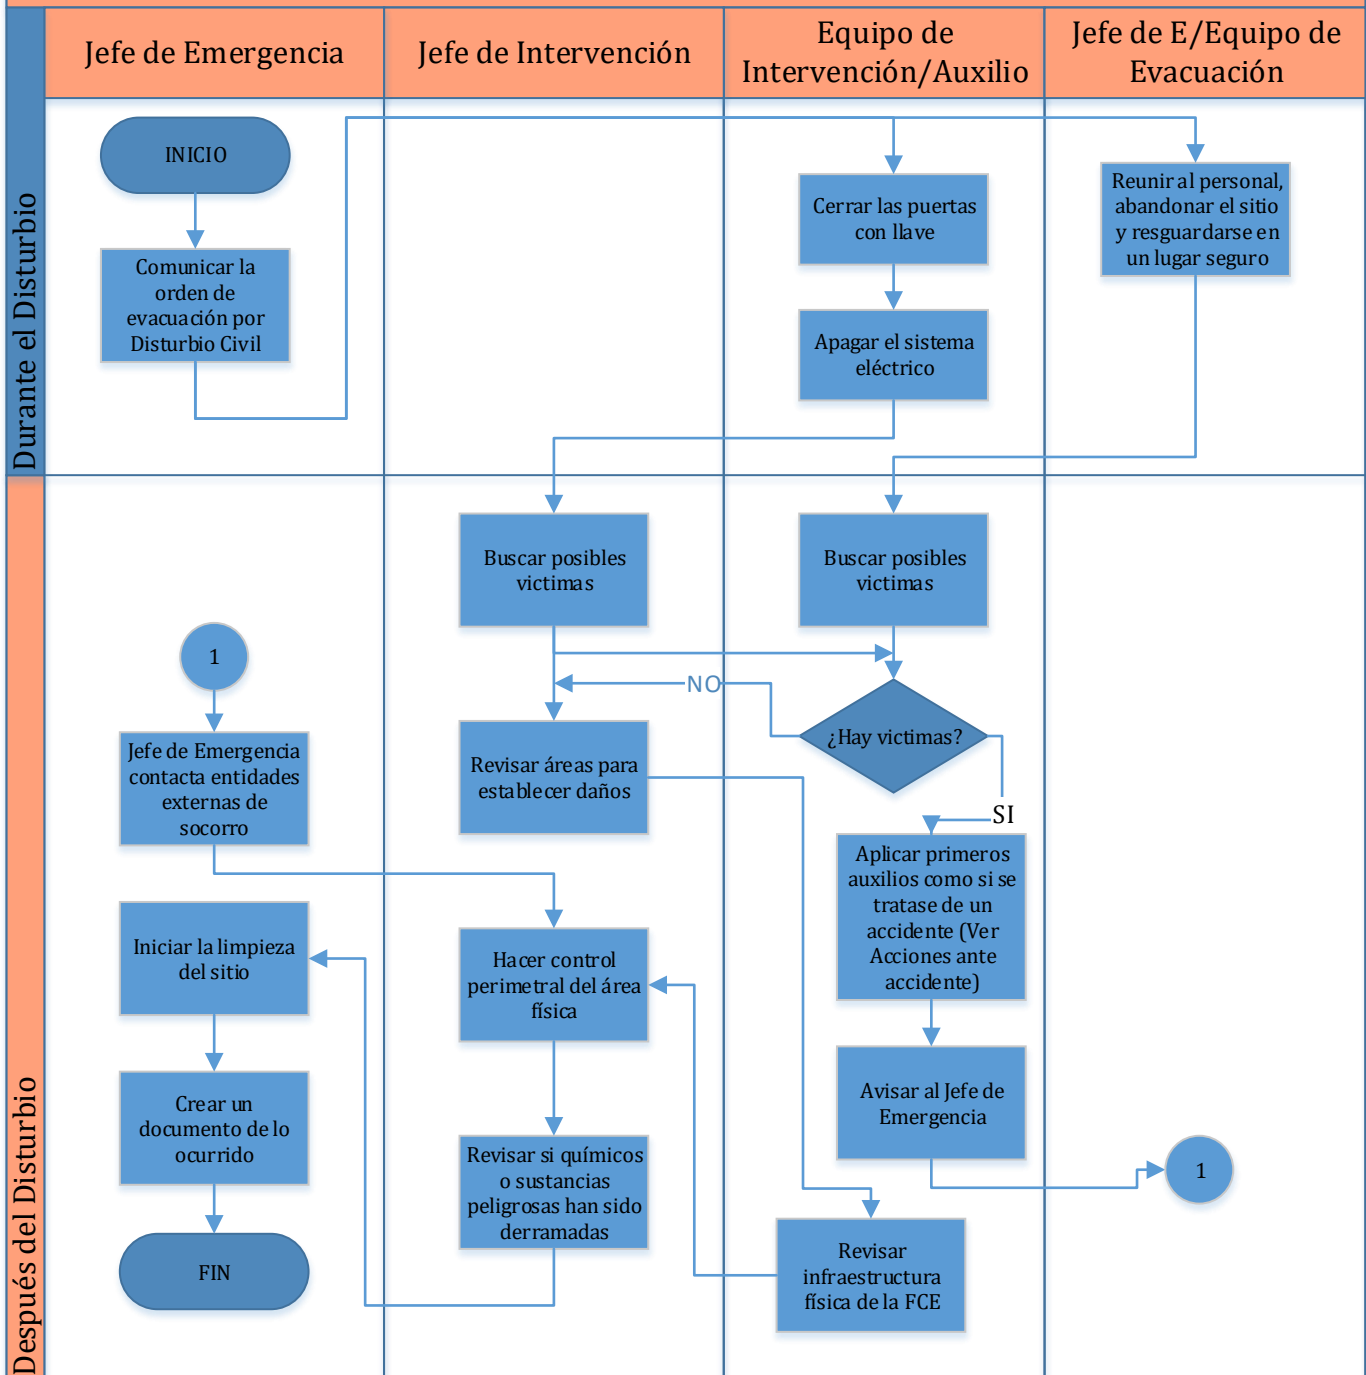 Jefe de Emergencia
Jefe de Intervención
Equipo de
Intervención/Auxilio
Jefe de E/Equipo de
Evacuación
Durante el Disturbio
INICIO
Comunicar la
orden de
evacuación por
Disturbio Civil
Cerrar las puertas
con llave
Apagar el sistema
eléctrico
Reunir al personal,
abandonar el sitio
y resguardarse en
un lugar seguro
Después del Disturbio
Buscar posibles
victimas
Buscar posibles
victimas
1
NO
¿Hay victimas?
SI
Jefe de Emergencia
contacta entidades
externas de
socorro
Revisar áreas para
establecer daños
Aplicar primeros
auxilios como si se
tratase de un
accidente (Ver
Acciones ante
accidente)
Iniciar la limpieza
del sitio
Hacer control
perimetral del área
física
Crear un
documento de lo
ocurrido
Avisar al Jefe de
Emergencia
1
Revisar si químicos
o sustancias
peligrosas han sido
derramadas
FIN
Revisar
infraestructura
física de la FCE